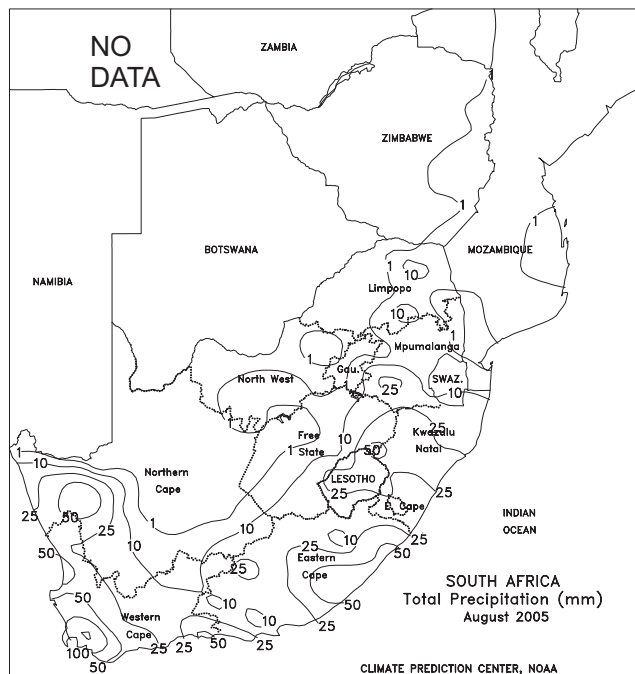 NO
DATA
ZAMBIA
ZIMBABWE
1
1
BOTSWANA
MOZAMBIQUE
NAMIBIA
1
10
Limpopo
10
1
Mpumalanga
1
Gau.
North West
SWAZ.
25
10
25
Free
State
10
Kwazulu
Natal
1
50
1
10
Northern
Cape
LESOTHO
25
25
E. Cape
25
50
25
1
10
INDIAN
OCEAN
10
25
25
50
10
25
Eastern
Cape
50
SOUTH AFRICA
Total Precipitation (mm)
August 2005
50
10
Western
Cape
10
25
100
50
25
25
50
25
CLIMATE PREDICTION CENTER, NOAA